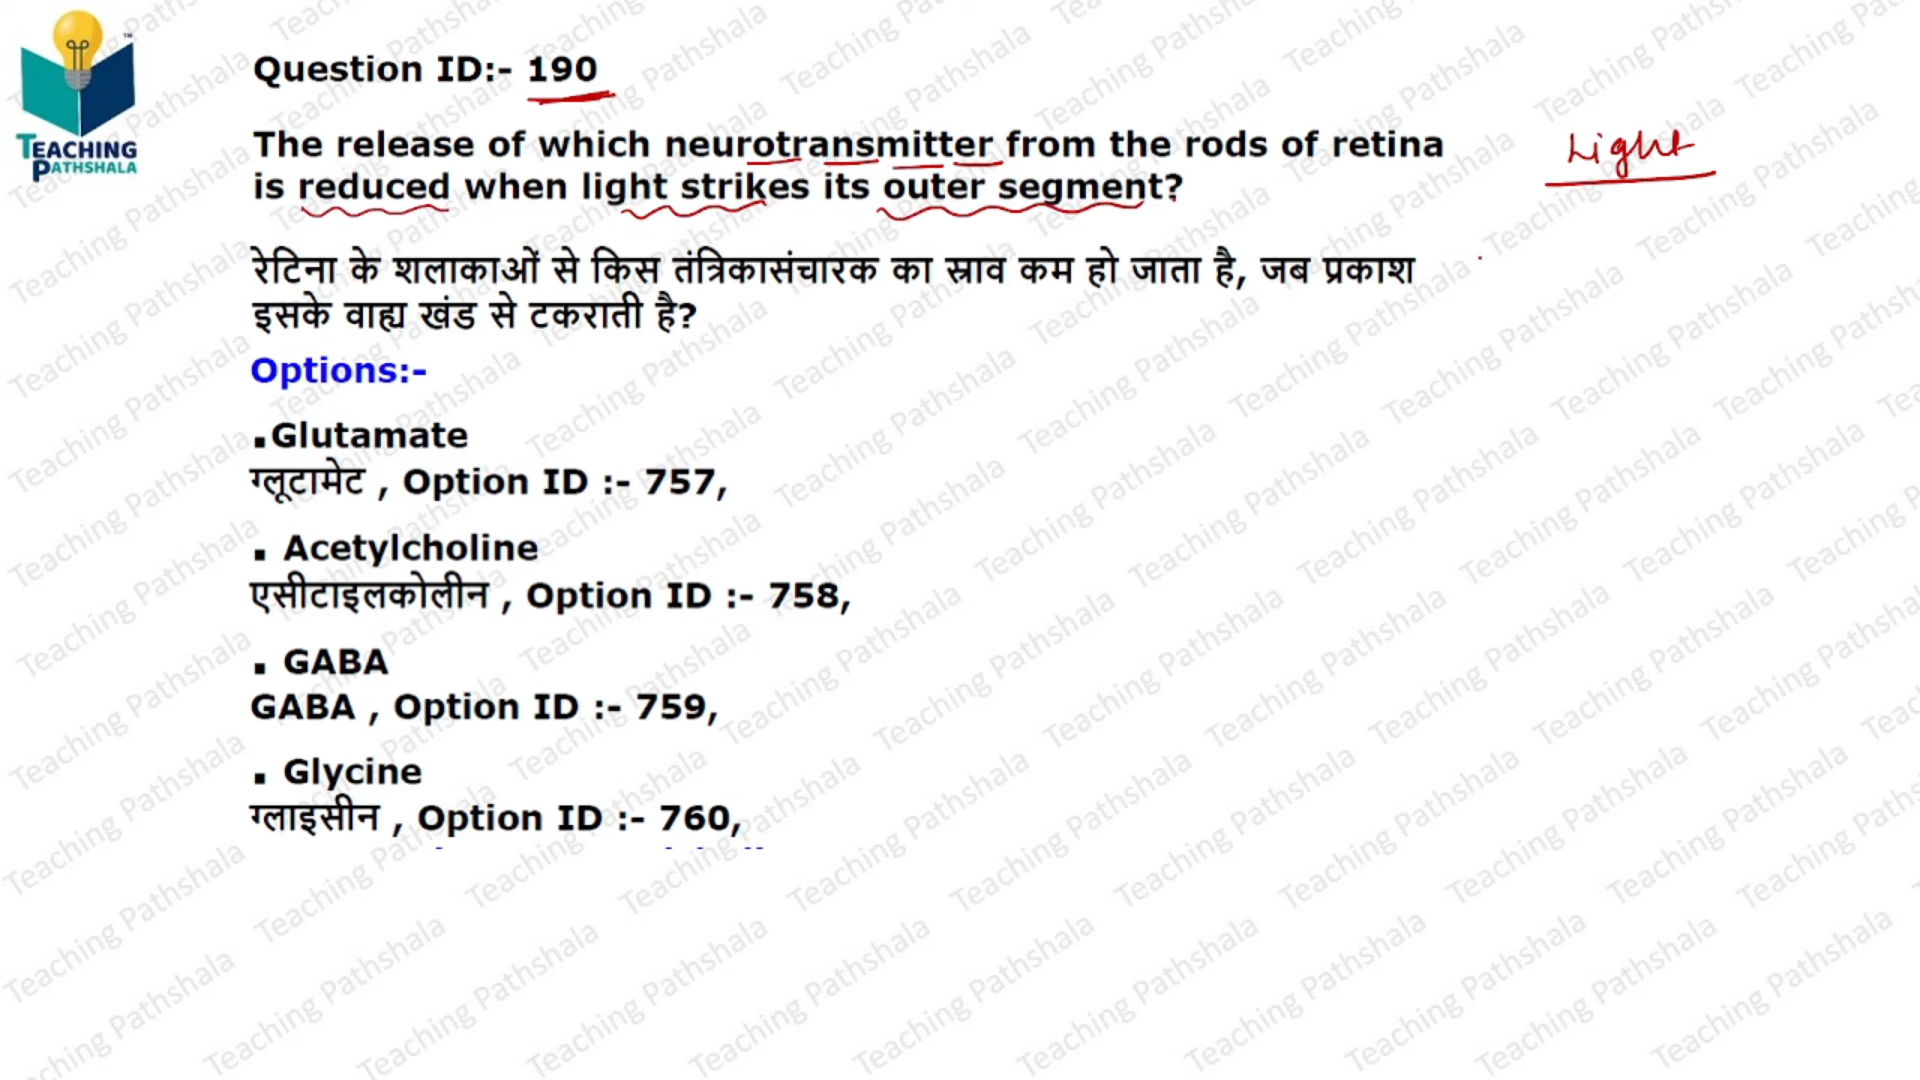 TEACHING
PATHSHALA
Question ID:- 190
The release of which neurotransmitter from the rods of retina
is reduced when light strikes its outer segment?
Light
रेटिना के शलाकाओं से किस तंत्रिकासंचारक का स्राव कम हो जाता है, जब प्रकाश
इसके वाह्य खंड से टकराती है?
Options:-
▪Glutamate
ग्लूटामेट , Option ID :- 757,
▪ Acetylcholine
एसीटाइलकोलीन , Option ID :- 758,
▪ GABA
GABA , Option ID :- 759,
▪ Glycine
ग्लाइसीन , Option ID :- 760,